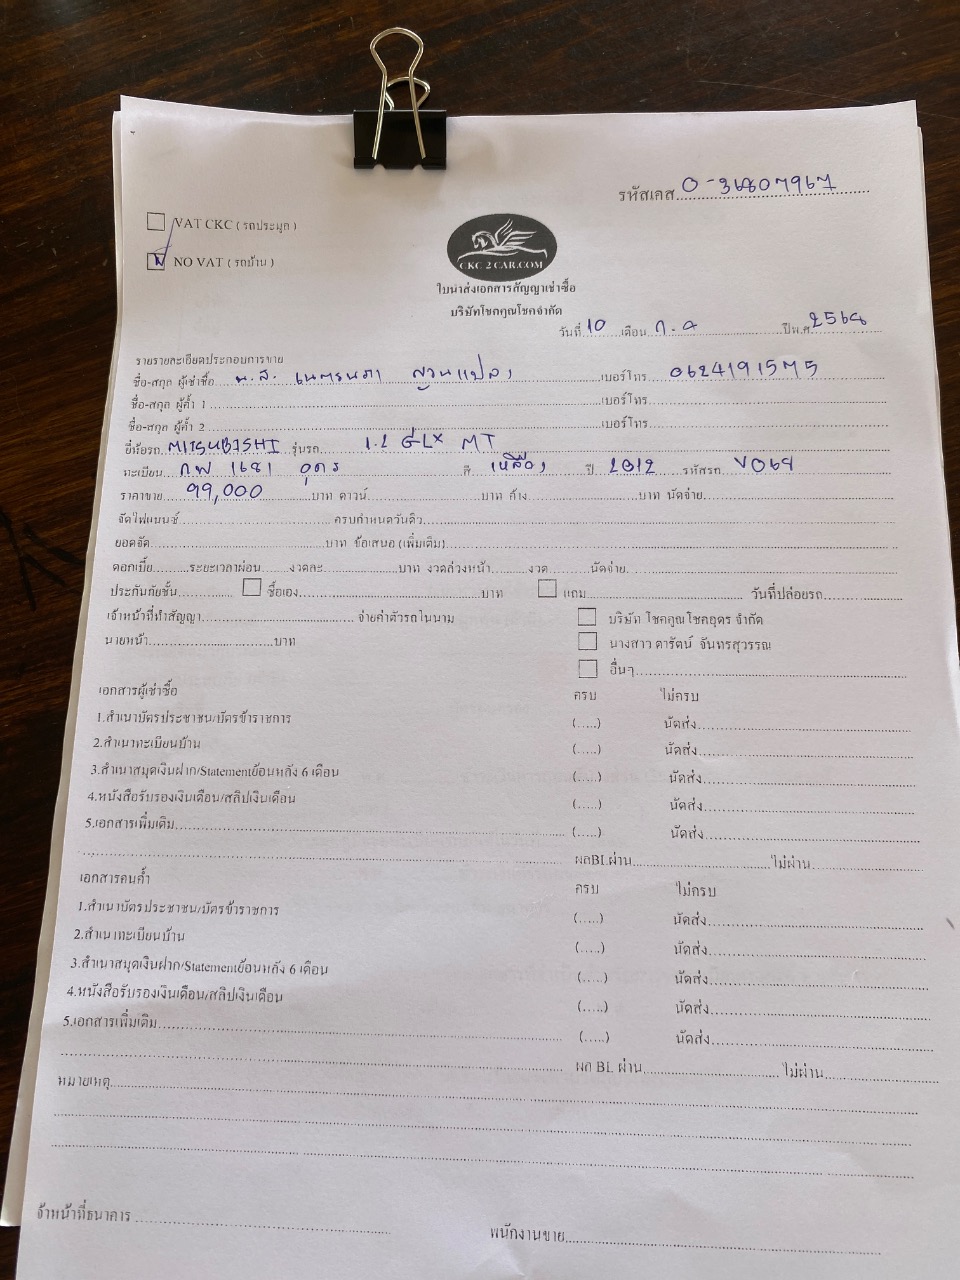 รหัสเคส 0-36807967
VAT CKC ( รถประมูล )
NO VAT ( รถบ้าน )
CKC 2 CAR.COM
ใบนำส่งเอกสารสัญญาเช่าซื้อ
บริษัทโชคคูณโชคจำกัด
วันที่ 10 เดือน ก.ค ปีพ.ศ. 2568
รายรายละเอียดประกอบการขาย
ชื่อ-สกุล ผู้เช่าซื้อ น.ส. เนตรนภา เบอร์โทร 0624191575
ชื่อ-สกุล ผู้ค้ำ 1 เบอร์โทร
ชื่อ-สกุล ผู้ค้ำ 2 เบอร์โทร
ยี่ห้อรถ MITSUBISHI รุ่นรถ 1.2 GLX MT
ทะเบียน กพ 1681 อุดร สี เหลือง ปี 2012 รหัสรถ V068
ราคาขาย 99,000 บาท ดาวน์ บาท ค้าง บาท นัดจ่าย
จัดไฟแนนซ์ ครบกำหนดวันดิว
ยอดจัด บาท ข้อเสนอ (เพิ่มเติม)
ดอกเบี้ย ระยะเวลาผ่อน งวดละ บาท งวดล่วงหน้า งวด นัดจ่าย
ประกันภัยชั้น ซื้อเอง บาท แถม วันที่ปล่อยรถ
เจ้าหน้าที่ทำสัญญา จ่ายค่าตัวรถในนาม บริษัท โชคคูณโชคอุดร จำกัด
นายหน้า บาท นางสาว ดารัตน์ จันทรสุวรรณ
อื่นๆ
เอกสารผู้เช่าซื้อ ครบ ไม่ครบ
1.สำเนาบัตรประชาชน/บัตรข้าราชการ (.....) นัดส่ง
2.สำเนาทะเบียนบ้าน (.....) นัดส่ง
3.สำเนาสมุดเงินฝาก/Statementย้อนหลัง 6 เดือน (.....) นัดส่ง
4.หนังสือรับรองเงินเดือน/สลิปเงินเดือน (.....) นัดส่ง
5.เอกสารเพิ่มเติม (.....) นัดส่ง
ผลBLผ่าน ไม่ผ่าน
เอกสารคนค้ำ ครบ ไม่ครบ
1.สำเนาบัตรประชาชน/บัตรข้าราชการ (.....) นัดส่ง
2.สำเนาทะเบียนบ้าน (.....) นัดส่ง
3.สำเนาสมุดเงินฝาก/Statementย้อนหลัง 6 เดือน (.....) นัดส่ง
4.หนังสือรับรองเงินเดือน/สลิปเงินเดือน (.....) นัดส่ง
5.เอกสารเพิ่มเติม (.....) นัดส่ง
ผล BL ผ่าน ไม่ผ่าน
หมายเหตุ
จ้าหน้าที่ธนาคาร พนักงานขาย